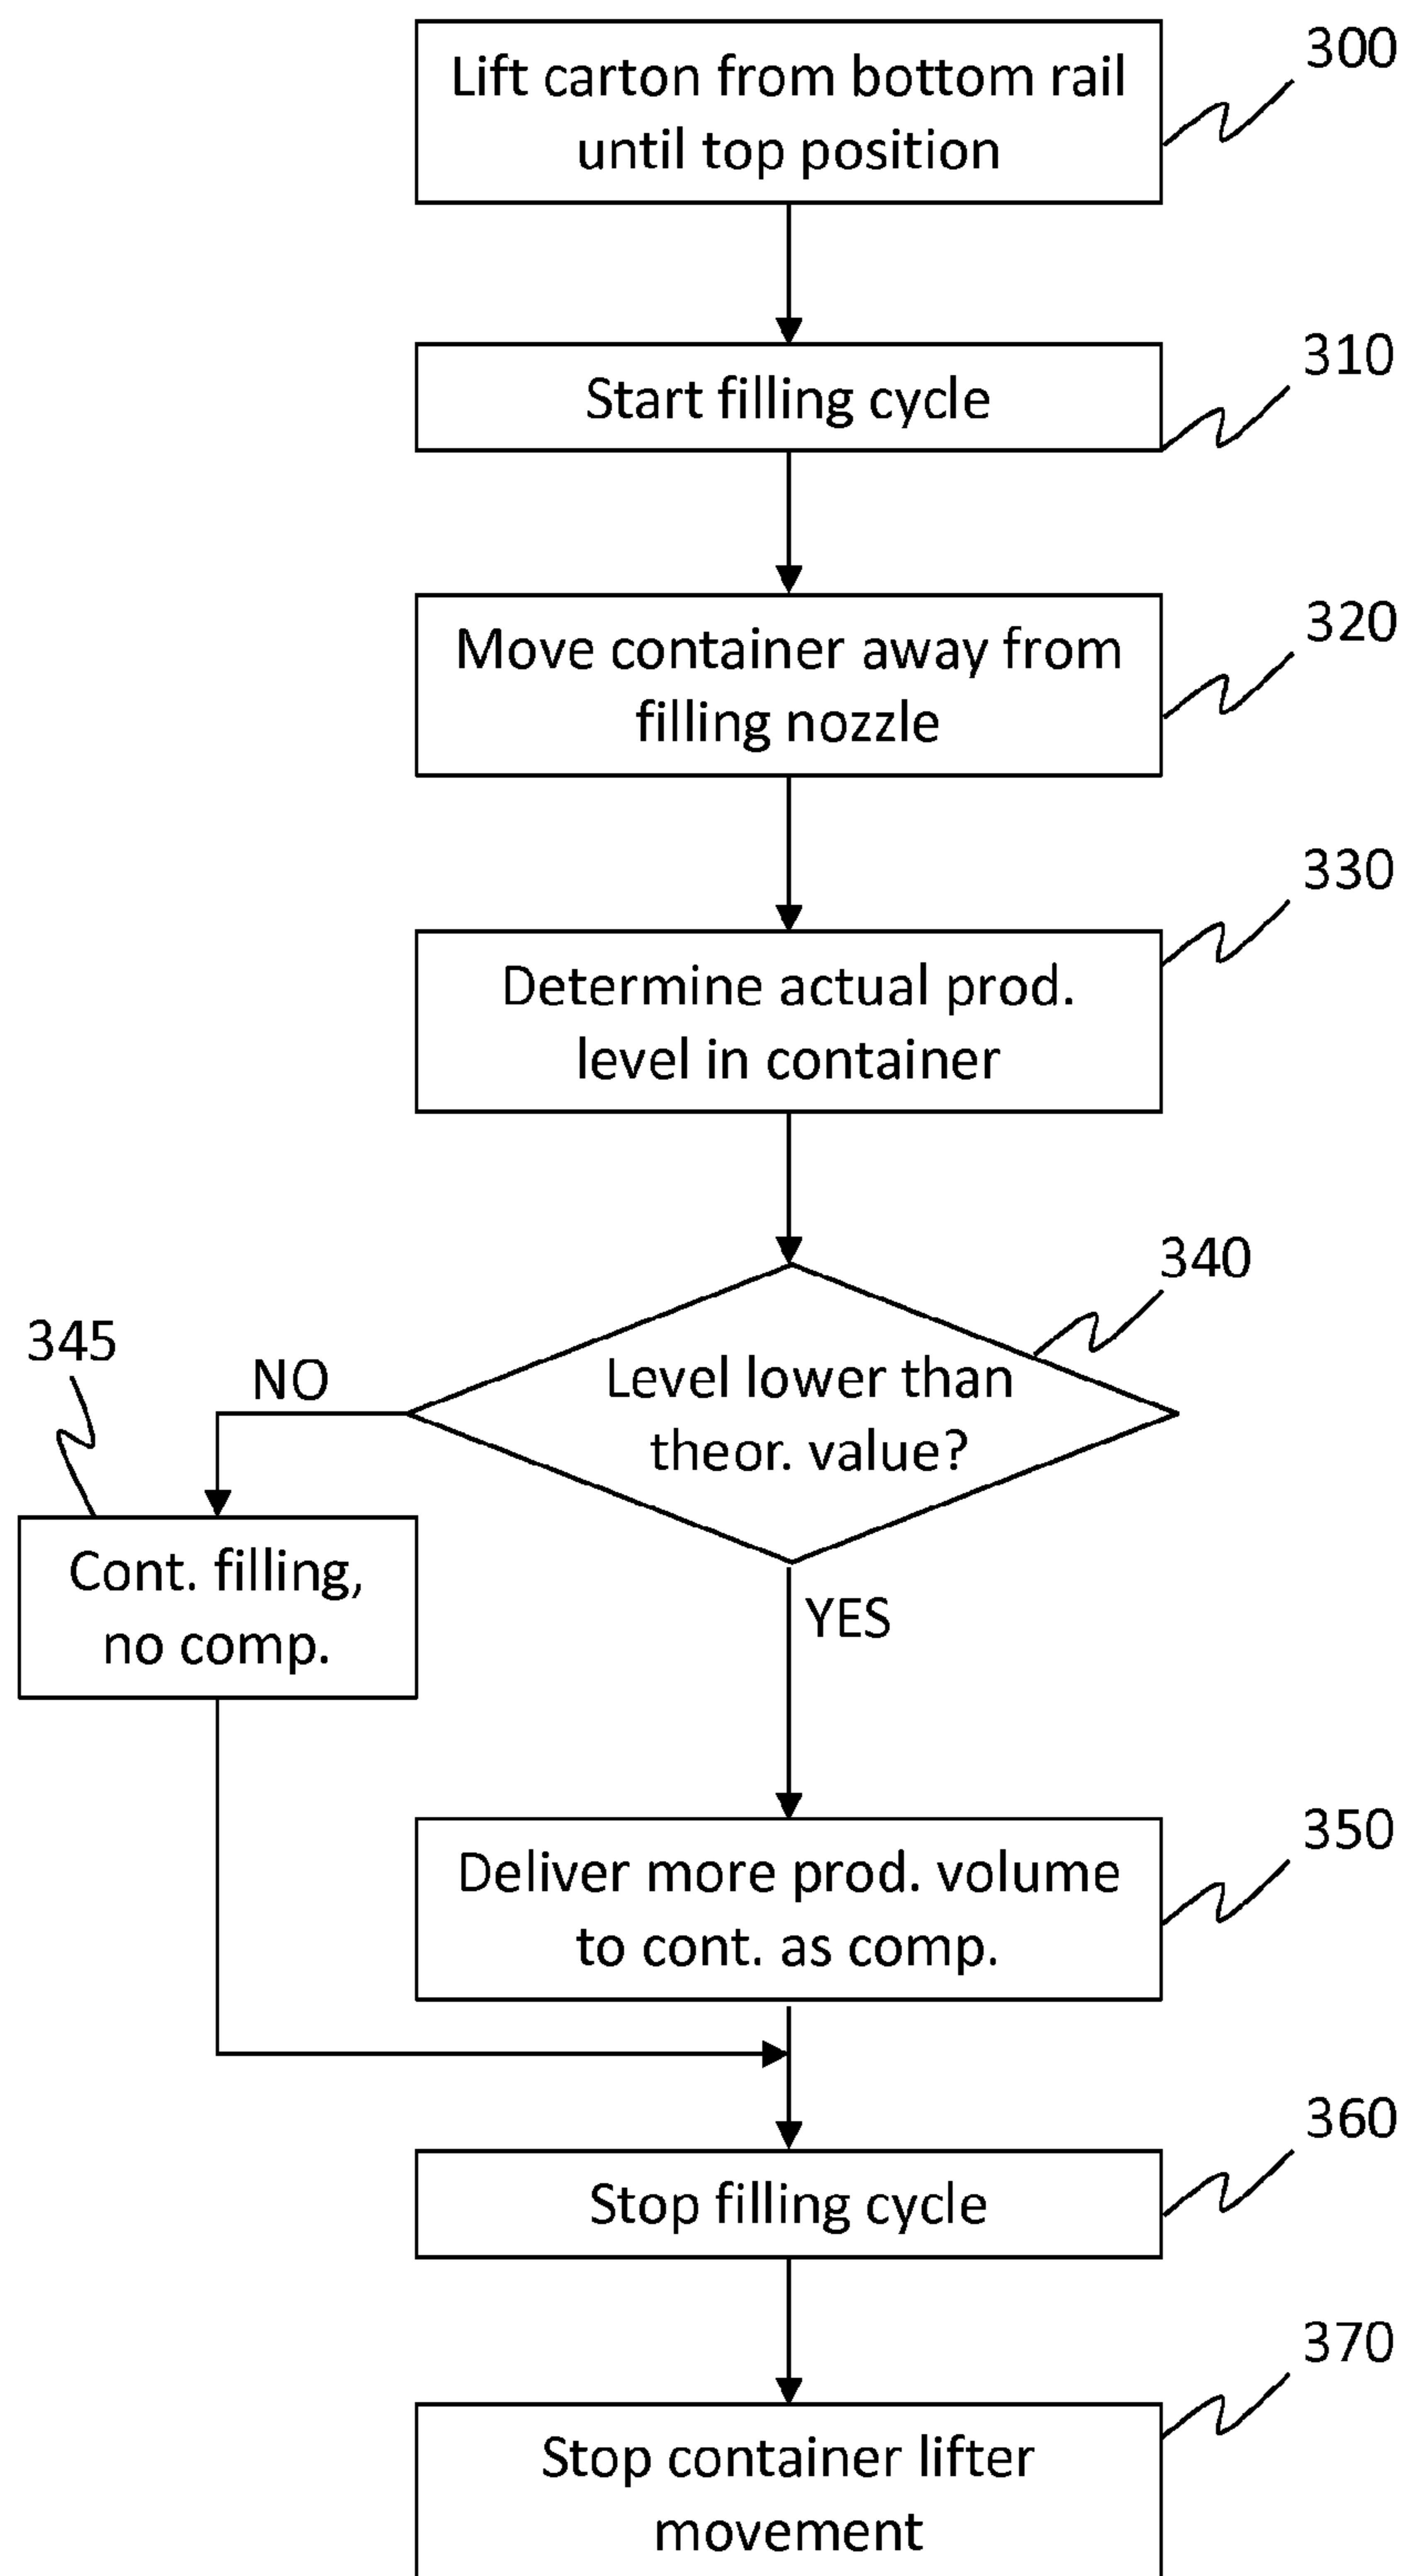 300
Lift carton from bottom rail
until top position
310
Start filling cycle
320
Move container away from
filling nozzle
330
Determine actual prod.
level in container
340
Level lower than
theor. value?
345
NO
Cont. filling,
no comp.
YES
350
Deliver more prod. volume
to cont. as comp.
360
Stop filling cycle
370
Stop container lifter
movement